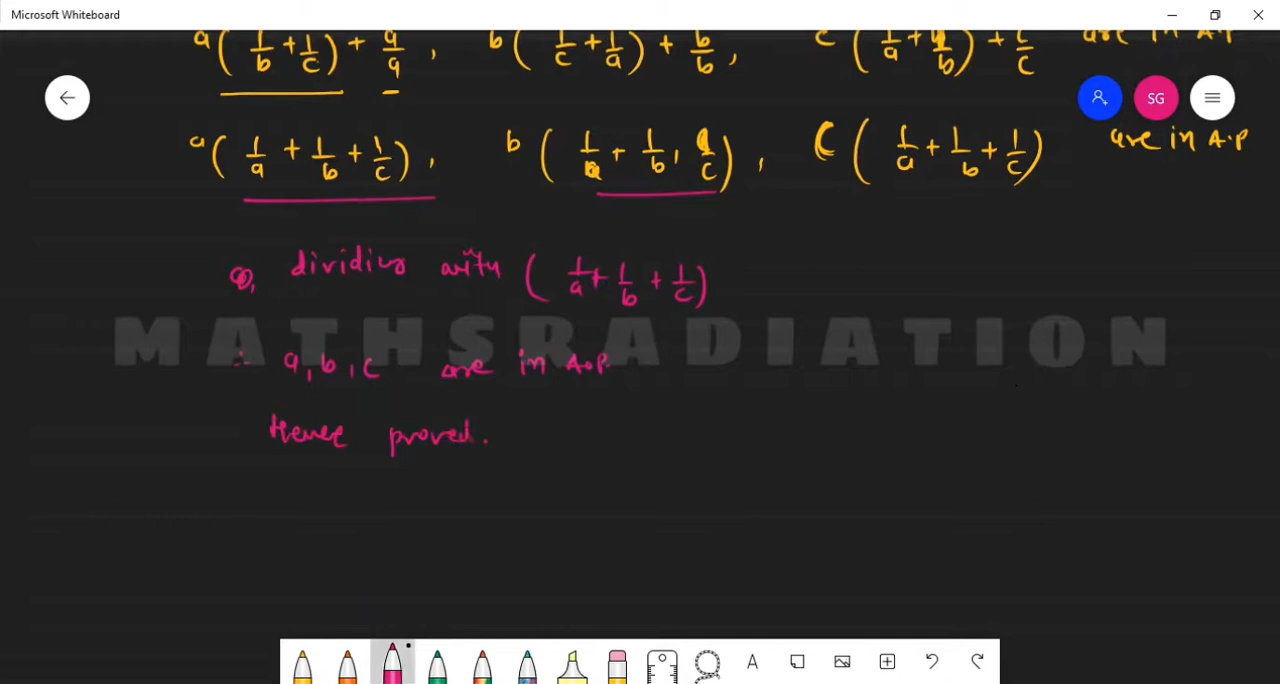 Microsoft Whiteboard
a(1/b + 1/c) + a/a, b(1/c + 1/a) + b/b, c(1/a + 1/b) + c/c are in A.P
SG
a(1/a + 1/b + 1/c), b(1/a + 1/b, 1/c), c(1/a + 1/b + 1/c) are in A.P
dividing with (1/a + 1/b + 1/c)
MATHSRADIATION
∴ a, b, c are in A.P.
Hence proved.
A